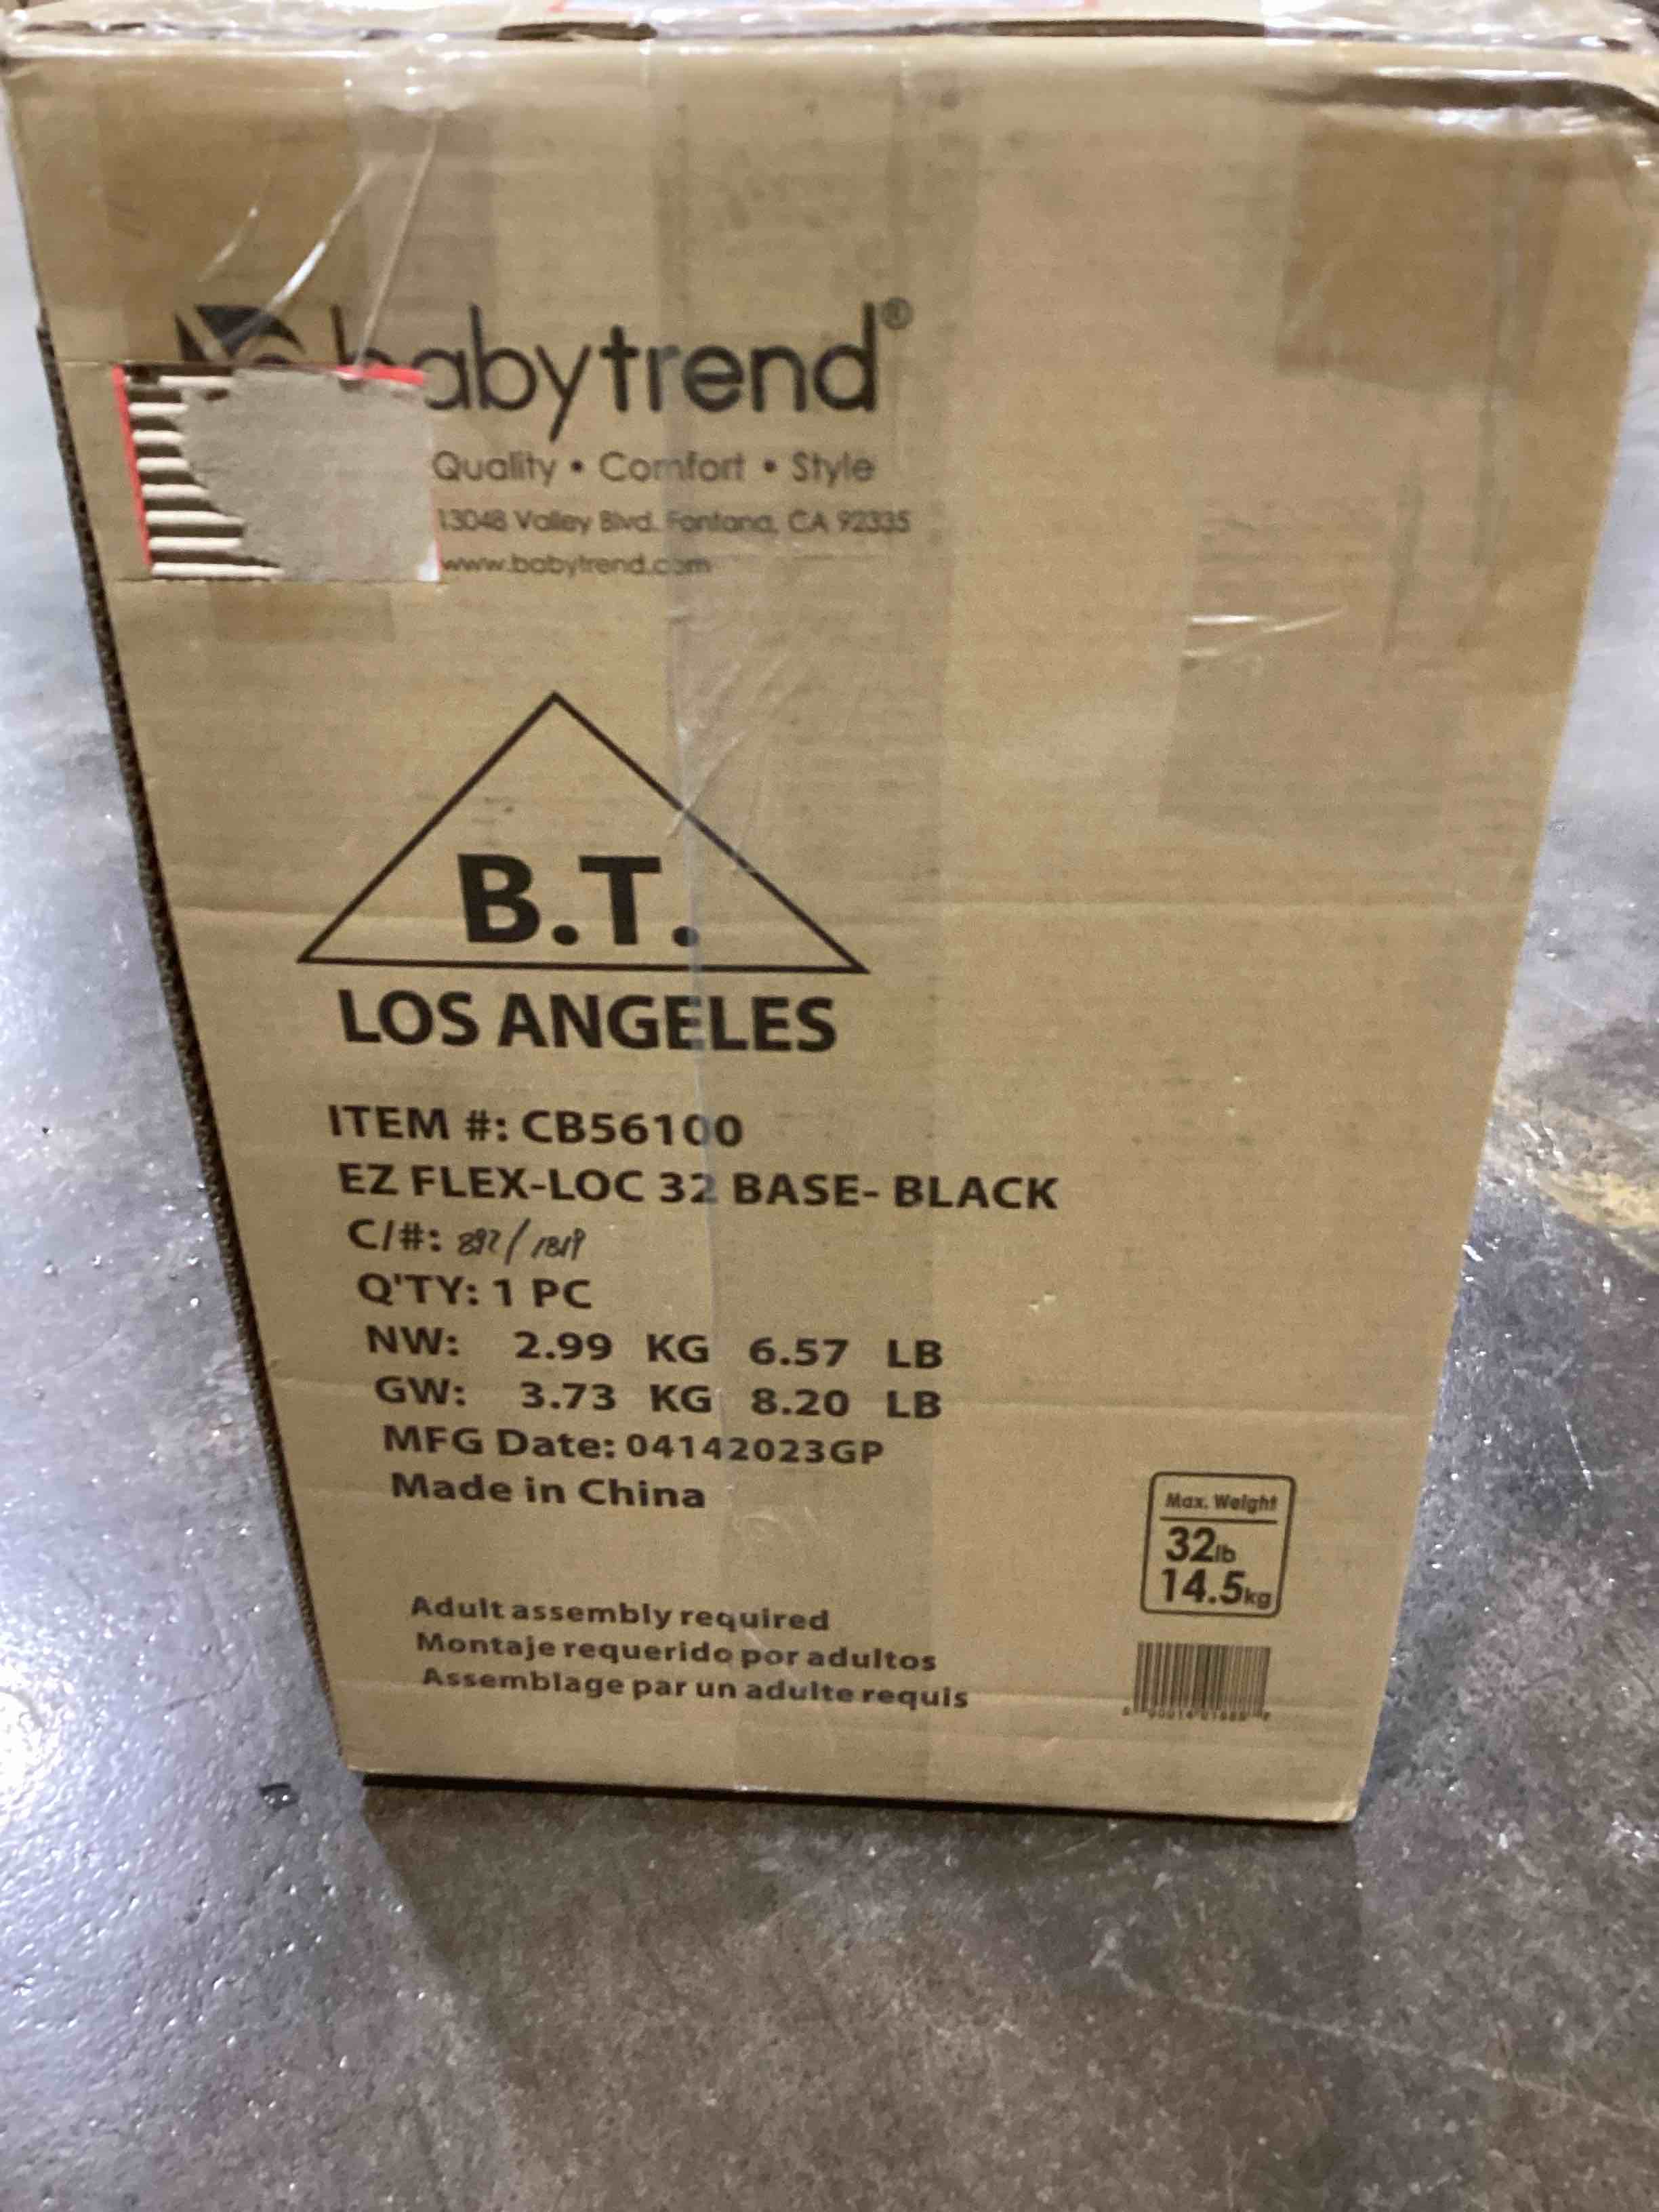 babytrend®
Quality • Comfort • Style
13048 Valley Blvd. Fontana, CA 92335
www.babytrend.com
B.T.
LOS ANGELES
ITEM #: CB56100
EZ FLEX-LOC 32 BASE- BLACK
C/#:
Q'TY: 1 PC
NW: 2.99 KG 6.57 LB
GW: 3.73 KG 8.20 LB
MFG Date: 04142023GP
Made in China
Max. Weight
32lb
14.5kg
Adult assembly required
Montaje requerido por adultos
Assemblage par un adulte requis